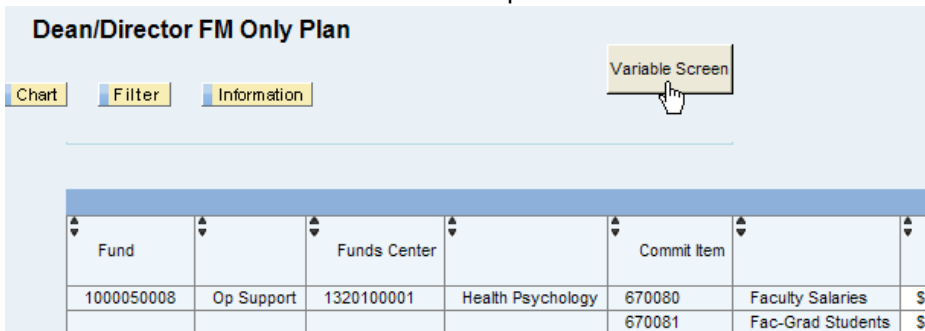 Dean/Director FM Only Plan
Variable Screen
Chart Filter Information
Fund Funds Center Commit Item
1000050008 Op Support 1320100001 Health Psychology 670080 Faculty Salaries $
670081 Fac-Grad Students $